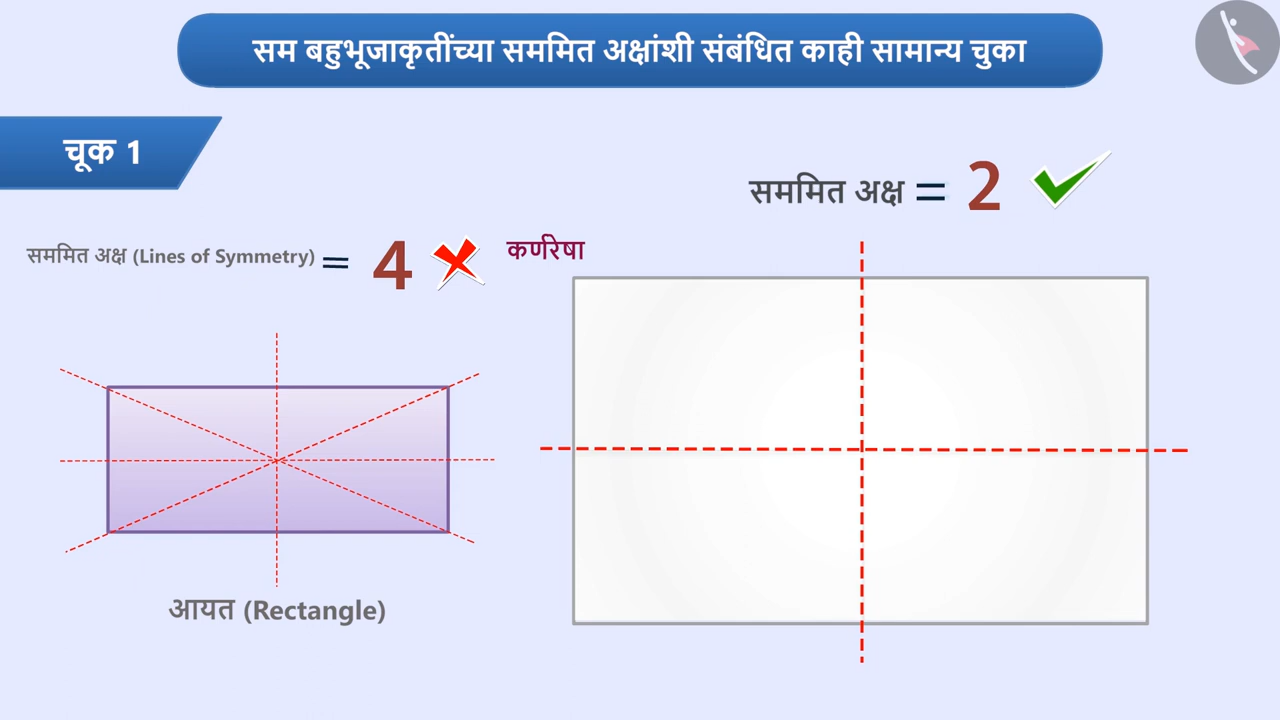 सम बहुभूजाकृतींच्या सममित अक्षांशी संबंधित काही सामान्य चुका
चूक 1
सममित अक्ष = 2
सममित अक्ष (Lines of Symmetry) = 4
कर्णरेषा
आयत (Rectangle)